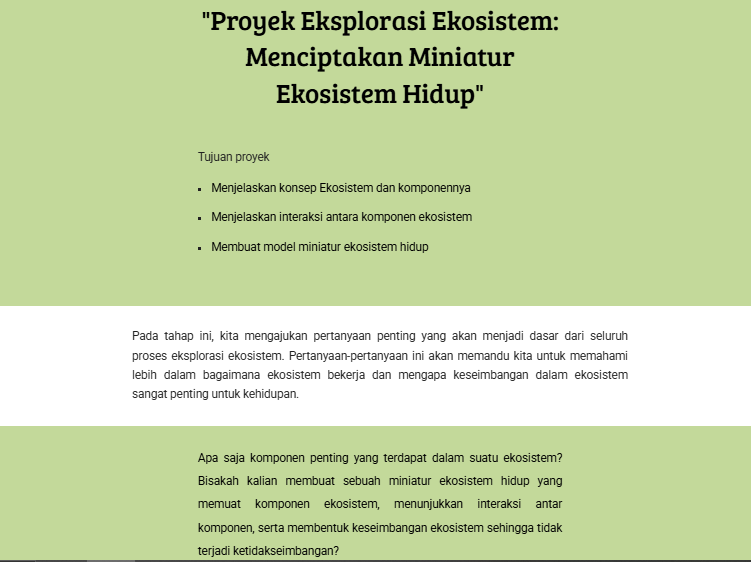 "Proyek Eksplorasi Ekosistem:
Menciptakan Miniatur
Ekosistem Hidup"
Tujuan proyek
▪ Menjelaskan konsep Ekosistem dan komponennya
▪ Menjelaskan interaksi antara komponen ekosistem
▪ Membuat model miniatur ekosistem hidup
Pada tahap ini, kita mengajukan pertanyaan penting yang akan menjadi dasar dari seluruh
proses eksplorasi ekosistem. Pertanyaan-pertanyaan ini akan memandu kita untuk memahami
lebih dalam bagaimana ekosistem bekerja dan mengapa keseimbangan dalam ekosistem
sangat penting untuk kehidupan.
Apa saja komponen penting yang terdapat dalam suatu ekosistem?
Bisakah kalian membuat sebuah miniatur ekosistem hidup yang
memuat komponen ekosistem, menunjukkan interaksi antar
komponen, serta membentuk keseimbangan ekosistem sehingga tidak
terjadi ketidakseimbangan?